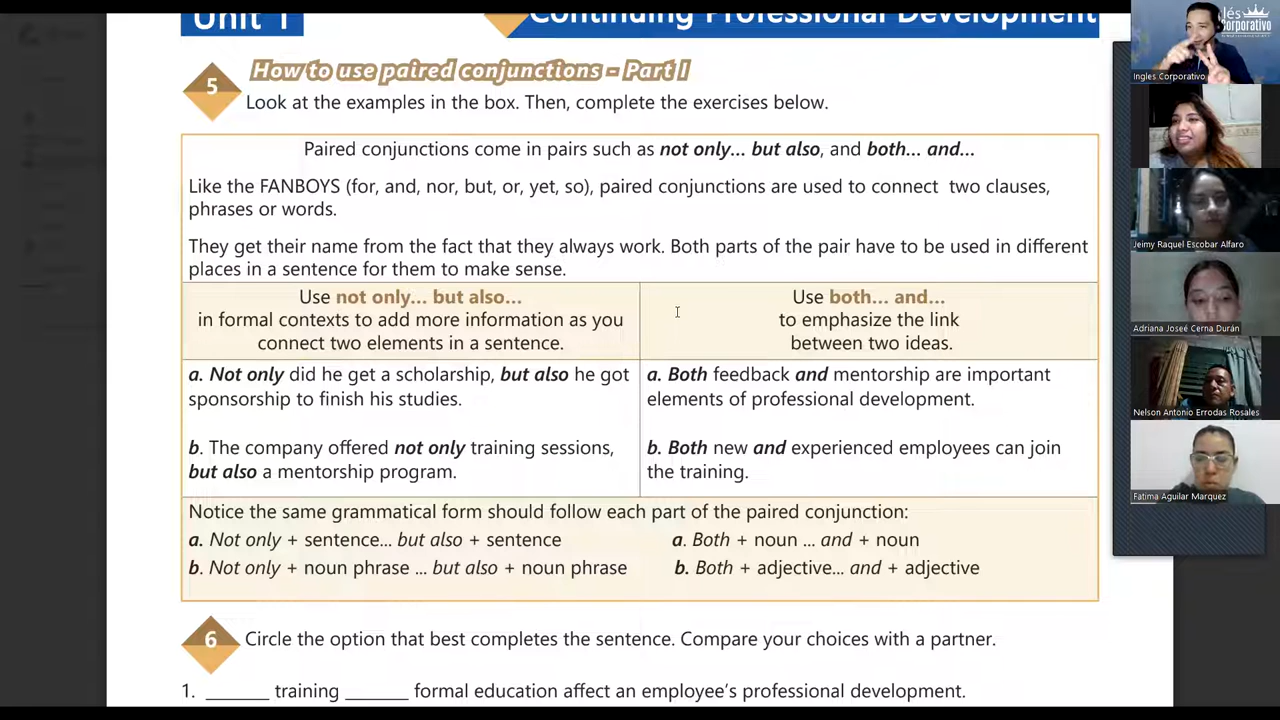 Unit 1
Continuing Professional Development
5
How to use paired conjunctions - Part I
Look at the examples in the box. Then, complete the exercises below.
Paired conjunctions come in pairs such as not only... but also, and both... and...
Like the FANBOYS (for, and, nor, but, or, yet, so), paired conjunctions are used to connect two clauses,
phrases or words.
They get their name from the fact that they always work. Both parts of the pair have to be used in different
places in a sentence for them to make sense.
Use not only... but also...
in formal contexts to add more information as you
connect two elements in a sentence.
Use both... and...
to emphasize the link
between two ideas.
a. Not only did he get a scholarship, but also he got
sponsorship to finish his studies.
b. The company offered not only training sessions,
but also a mentorship program.
a. Both feedback and mentorship are important
elements of professional development.
b. Both new and experienced employees can join
the training.
Notice the same grammatical form should follow each part of the paired conjunction:
a. Not only + sentence... but also + sentence
b. Not only + noun phrase ... but also + noun phrase
a. Both + noun ... and + noun
b. Both + adjective... and + adjective
6
Circle the option that best completes the sentence. Compare your choices with a partner.
1. _______ training _______ formal education affect an employee's professional development.
lés
Corporativo
Ingles Corporativo
Jeimy Raquel Escobar Alfaro
Adriana Joseé Cerna Durán
Nelson Antonio Errodas Rosales
Fatima Aguilar Marquez